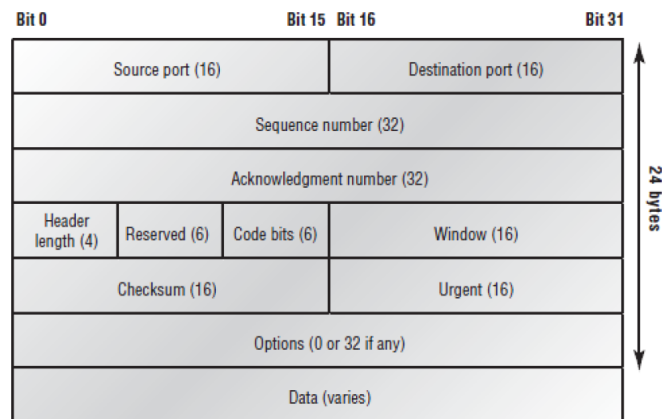 Bit 0 Bit 15 Bit 16 Bit 31
Source port (16) Destination port (16)
Sequence number (32)
Acknowledgment number (32)
Header
length (4) Reserved (6) Code bits (6) Window (16)
Checksum (16) Urgent (16)
Options (0 or 32 if any)
Data (varies)
24 bytes